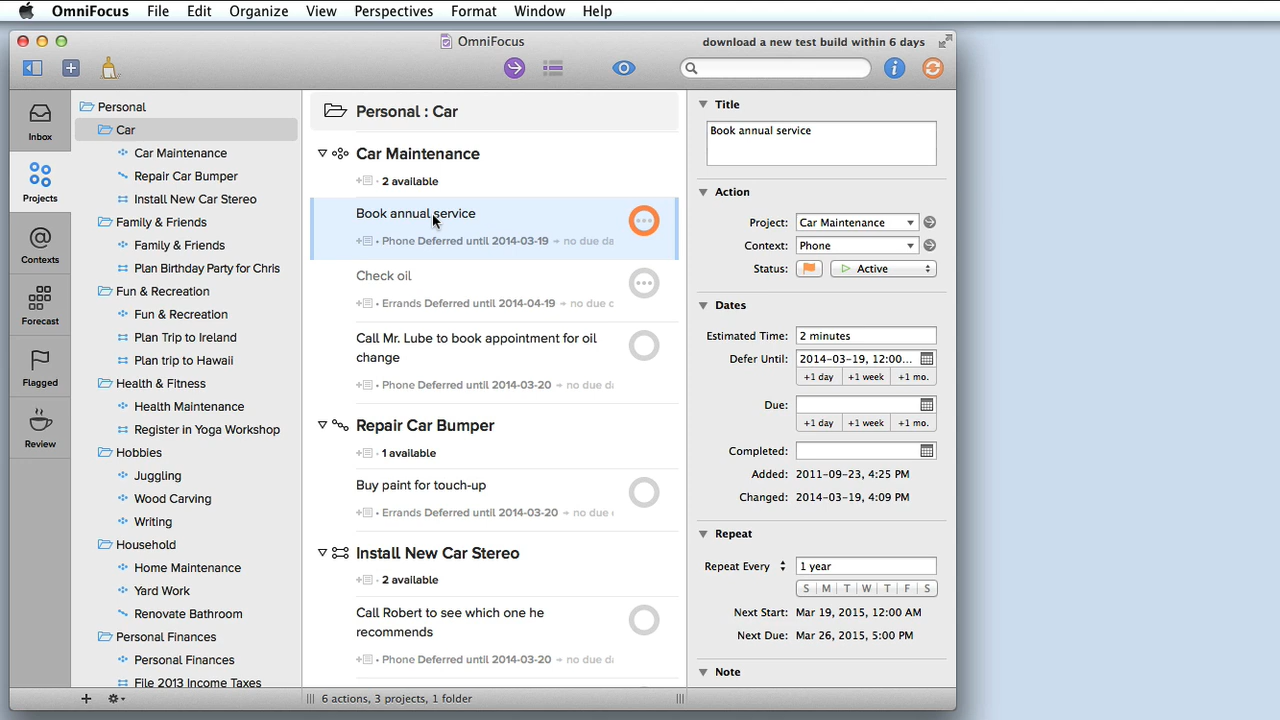 OmniFocus File Edit Organize View Perspectives Format Window Help
OmniFocus
download a new test build within 6 days
Inbox
Projects
Contexts
Forecast
Flagged
Review
Personal
Car
Car Maintenance
Repair Car Bumper
Install New Car Stereo
Family & Friends
Family & Friends
Plan Birthday Party for Chris
Fun & Recreation
Fun & Recreation
Plan Trip to Ireland
Plan trip to Hawaii
Health & Fitness
Health Maintenance
Register in Yoga Workshop
Hobbies
Juggling
Wood Carving
Writing
Household
Home Maintenance
Yard Work
Renovate Bathroom
Personal Finances
Personal Finances
File 2013 Income Taxes
Personal : Car
Car Maintenance
2 available
Book annual service
Phone Deferred until 2014-03-19 no due da
Check oil
Errands Deferred until 2014-04-19 no due
Call Mr. Lube to book appointment for oil
change
Phone Deferred until 2014-03-20 no due da
Repair Car Bumper
1 available
Buy paint for touch-up
Errands Deferred until 2014-03-20 no due
Install New Car Stereo
2 available
Call Robert to see which one he
recommends
Phone Deferred until 2014-03-20 no due da
6 actions, 3 projects, 1 folder
Title
Book annual service
Action
Project: Car Maintenance
Context: Phone
Status: Active
Dates
Estimated Time: 2 minutes
Defer Until: 2014-03-19, 12:00...
+1 day +1 week +1 mo.
Due:
+1 day +1 week +1 mo.
Completed:
Added: 2011-09-23, 4:25 PM
Changed: 2014-03-19, 4:09 PM
Repeat
Repeat Every 1 year
S M T W T F S
Next Start: Mar 19, 2015, 12:00 AM
Next Due: Mar 26, 2015, 5:00 PM
Note